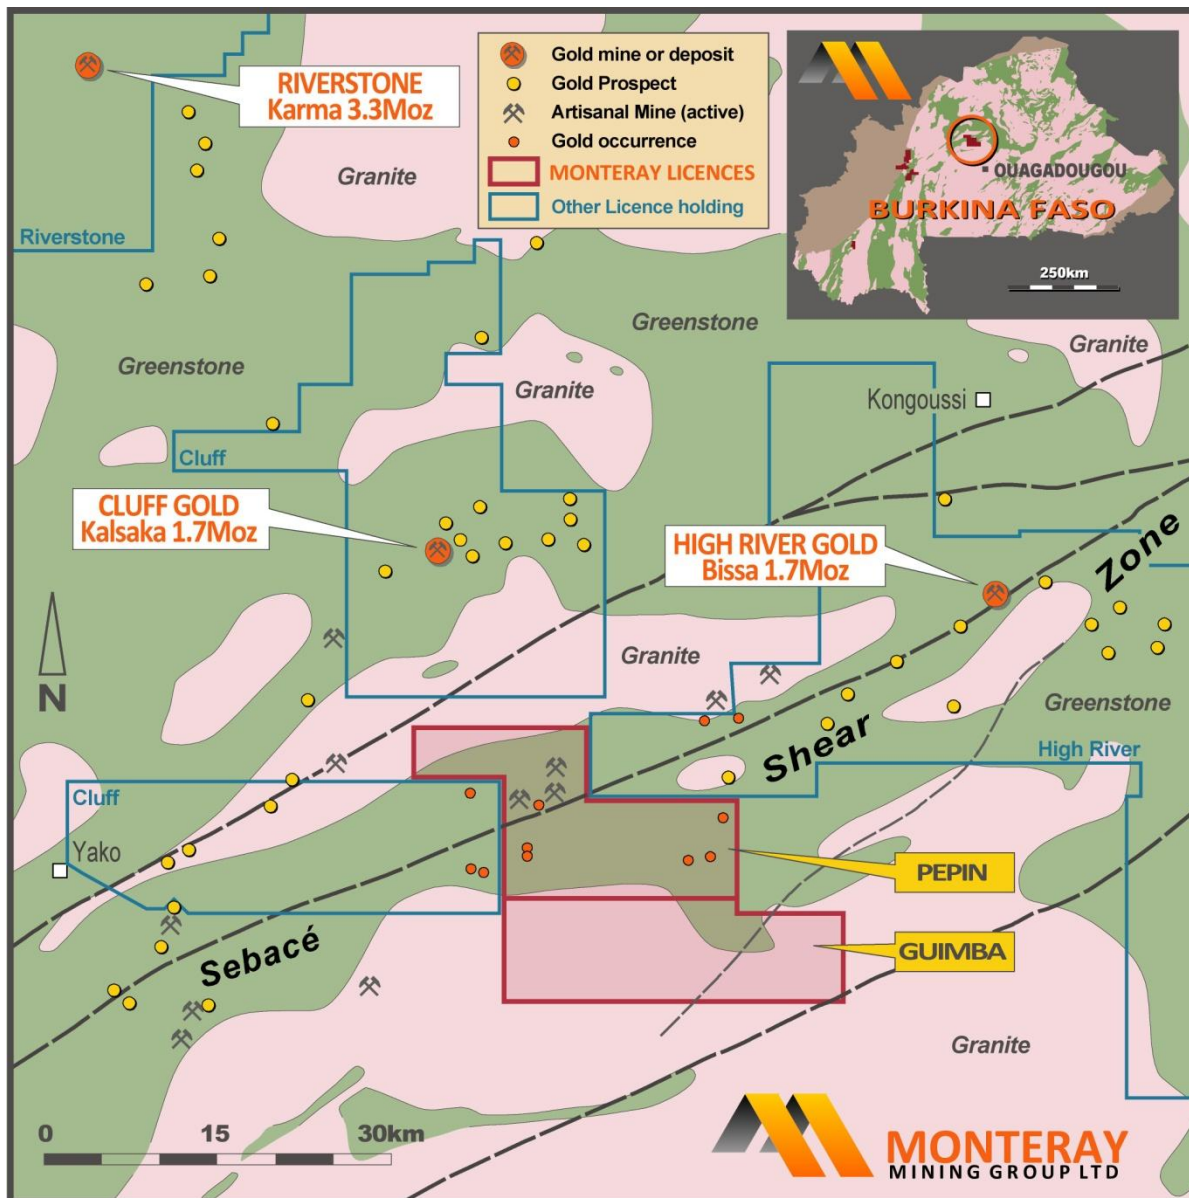 Gold mine or deposit
Gold Prospect
Artisanal Mine (active)
Gold occurrence
MONTERAY LICENCES
Other Licence holding
OUAGADOUGOU
BURKINA FASO
250km
RIVERSTONE
Karma 3.3Moz
Granite
Riverstone
Greenstone
Greenstone
Granite
Granite
Kongoussi
Cluff
CLUFF GOLD
Kalsaka 1.7Moz
HIGH RIVER GOLD
Bissa 1.7Moz
Zone
N
Granite
Greenstone
Shear
High River
Cluff
Yako
PEPIN
Sebacé
GUIMBA
Granite
0 15 30km
MONTERAY
MINING GROUP LTD